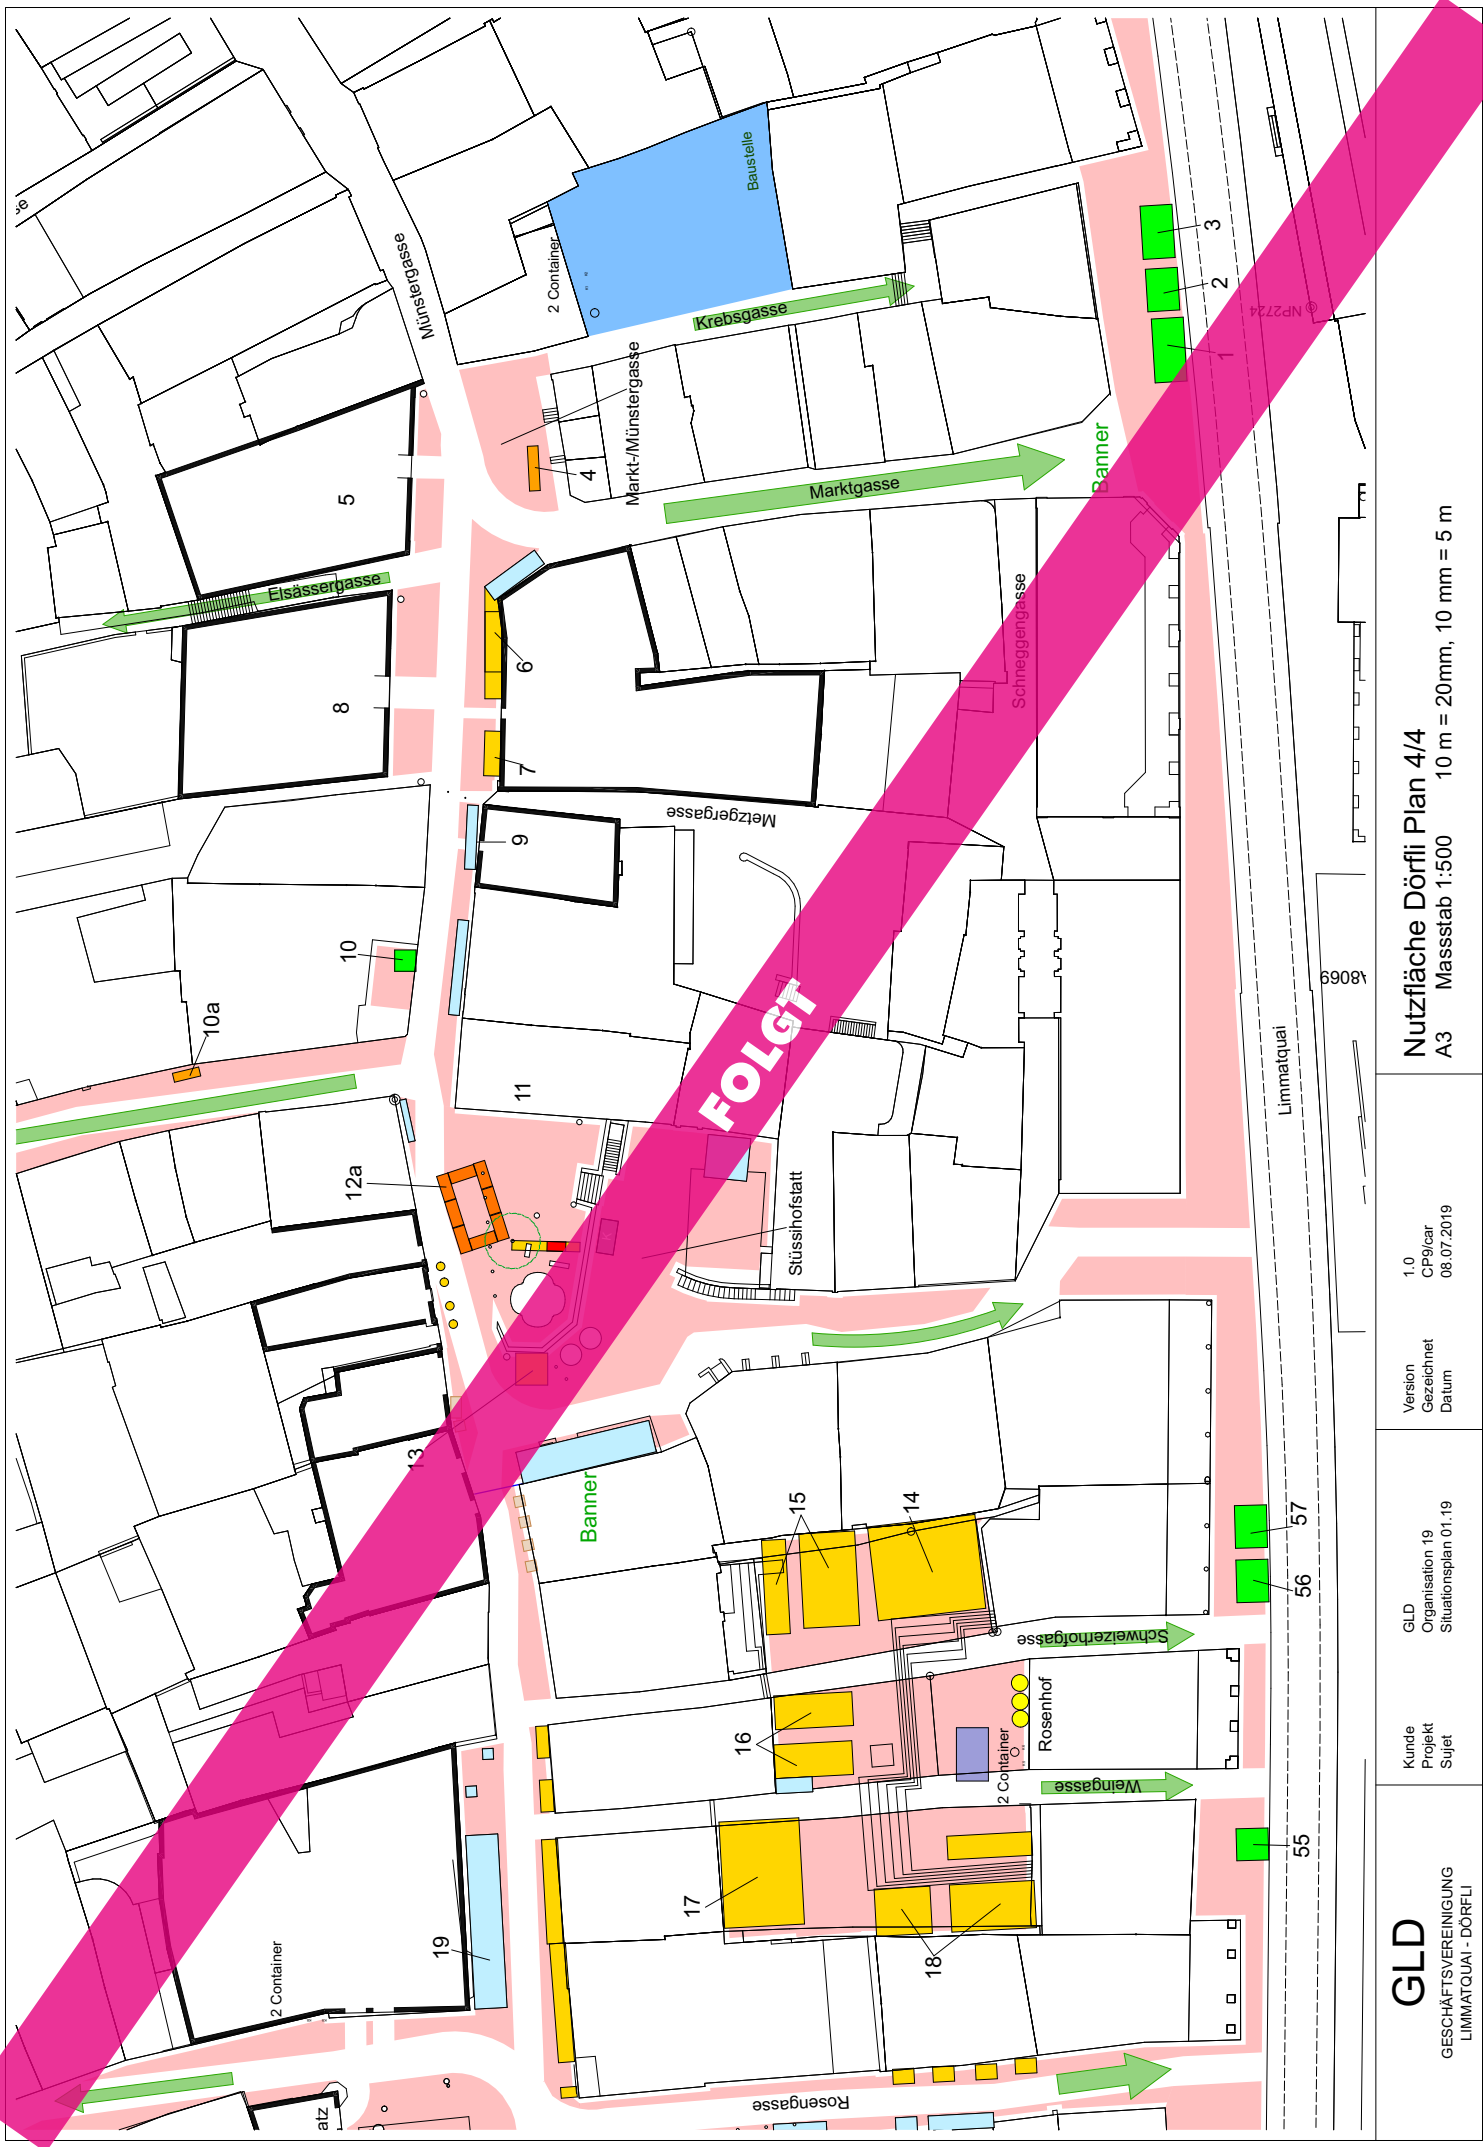 GLD
GESCHÄFTSVEREINIGUNG
LIMMATQUAI - DÖRFLI
Kunde GLD
Projekt Organisation 19
Sujet Situationsplan 01.19
Version 1.0
Gezeichnet CP9/car
Datum 08.07.2019
Nutzfläche Dörfli Plan 4/4
A3 Massstab 1:500 10 m = 20mm, 10 mm = 5 m
FOLGT
Münstergasse
2 Container
Baustelle
Krebsgasse
Markt-/Münstergasse
Marktgasse
Banner
Elsässergasse
Schneggengasse
Metzgergasse
Stüssihofstatt
Limmatquai
Banner
Schweizerhofgasse
Rosenhof
2 Container
Weingasse
2 Container
Rosengasse
atz
se
NP2724
K
1
2
3
4
5
6
7
8
9
10
10a
11
12a
13
14
15
16
17
18
19
55
56
57